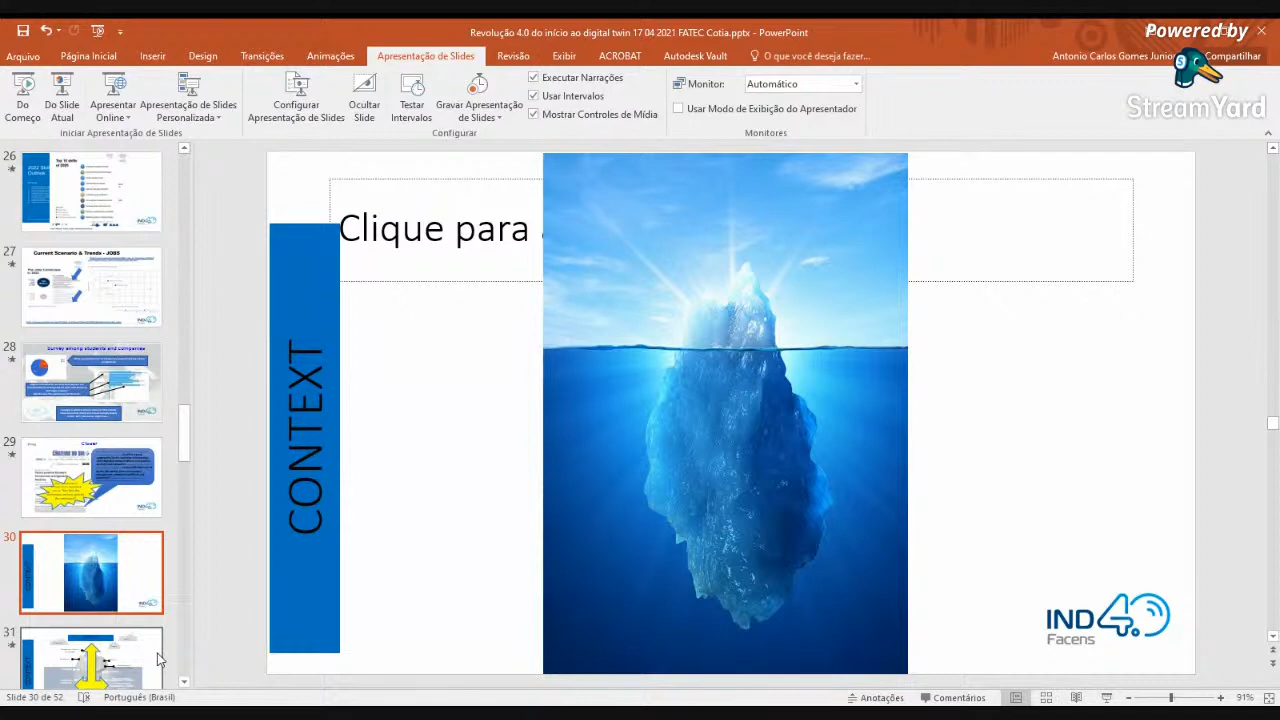 Revolução 4.0 do início ao digital twin 17 04 2021 FATEC Cotia.pptx - PowerPoint
Powered by
StreamYard
Arquivo
Página Inicial
Inserir
Design
Transições
Animações
Apresentação de Slides
Revisão
Exibir
ACROBAT
Autodesk Vault
O que você deseja fazer...
Antonio Carlos Gomes Junior
Compartilhar
Do Começo
Do Slide Atual
Apresentar Online
Apresentação de Slides Personalizada
Iniciar Apresentação de Slides
Configurar Apresentação de Slides
Ocultar Slide
Testar Intervalos
Gravar Apresentação de Slides
Executar Narrações
Usar Intervalos
Mostrar Controles de Mídia
Configurar
Monitor:
Automático
Usar Modo de Exibição do Apresentador
Monitores
26
27
Current Scenario & Trends - JOBS
28
Survey among students and companies
29
30
31
Clique para
CONTEXT
IND 4.0
Facens
Slide 30 de 52
Português (Brasil)
Anotações
Comentários
91%